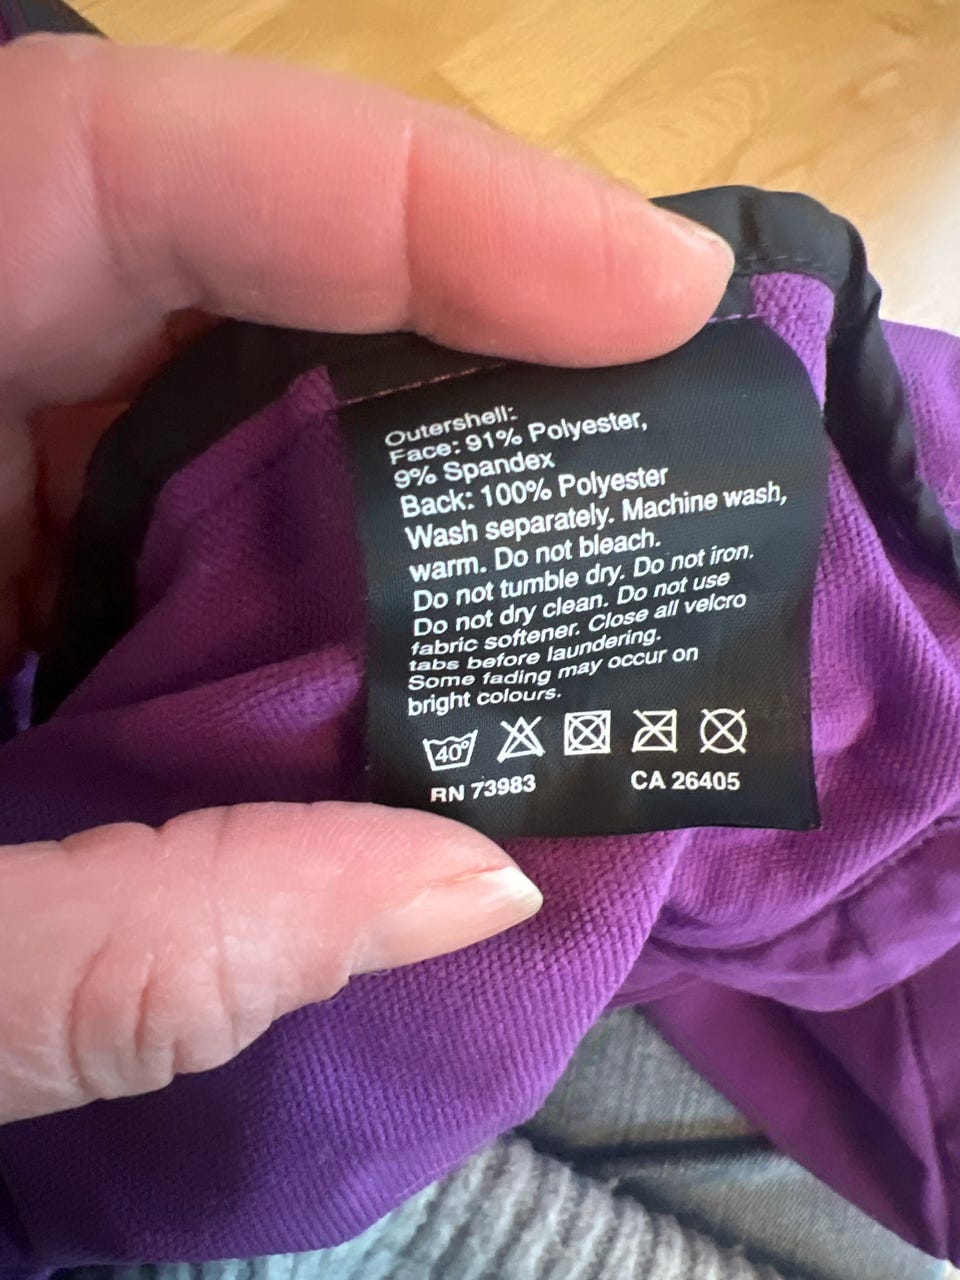 Outershell:
Face: 91% Polyester,
9% Spandex
Back: 100% Polyester
Wash separately. Machine wash,
warm. Do not bleach.
Do not tumble dry. Do not iron.
Do not dry clean. Do not use
fabric softener. Close all velcro
tabs before laundering.
Some fading may occur on
bright colours.
40°
RN 73983 CA 26405